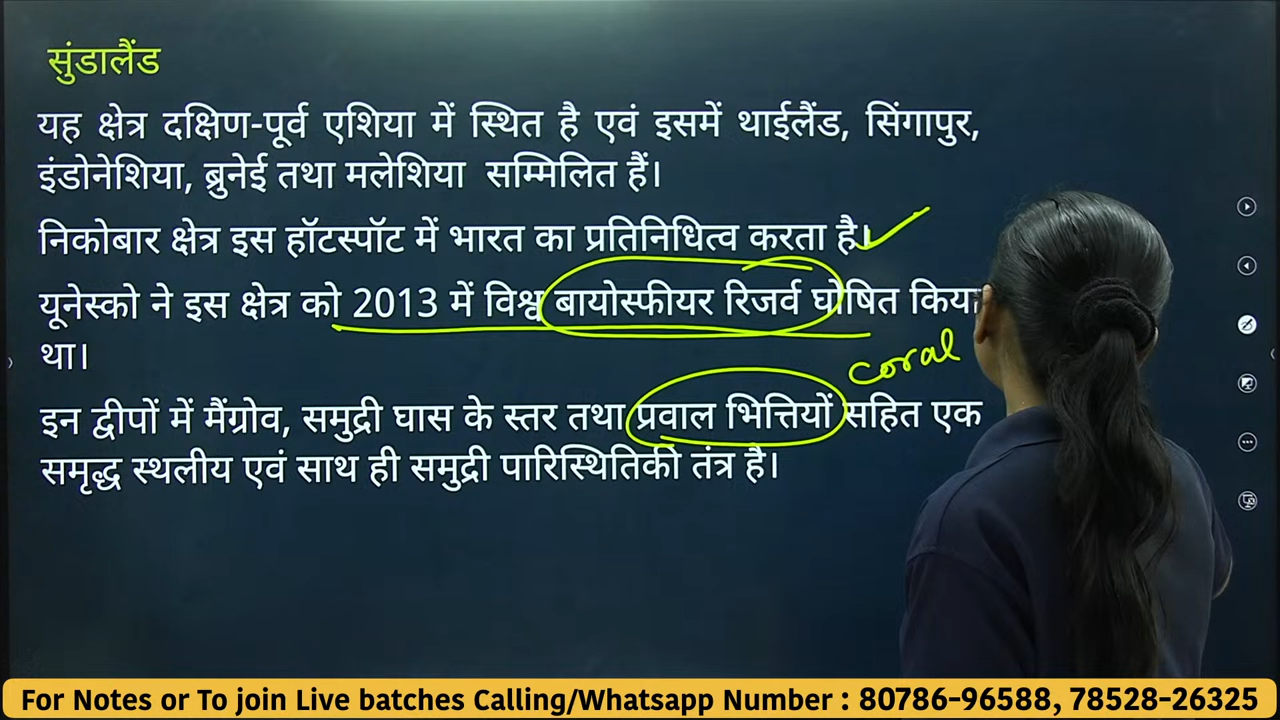 सुंडालैंड
यह क्षेत्र दक्षिण-पूर्व एशिया में स्थित है एवं इसमें थाईलैंड, सिंगापुर,
इंडोनेशिया, ब्रुनेई तथा मलेशिया सम्मिलित हैं।
निकोबार क्षेत्र इस हॉटस्पॉट में भारत का प्रतिनिधित्व करता है।
यूनेस्को ने इस क्षेत्र को 2013 में विश्व बायोस्फीयर रिजर्व घोषित किया
था।
coral
इन द्वीपों में मैंग्रोव, समुद्री घास के स्तर तथा प्रवाल भित्तियों सहित एक
समृद्ध स्थलीय एवं साथ ही समुद्री पारिस्थितिकी तंत्र है।
For Notes or To join Live batches Calling/Whatsapp Number : 80786-96588, 78528-26325